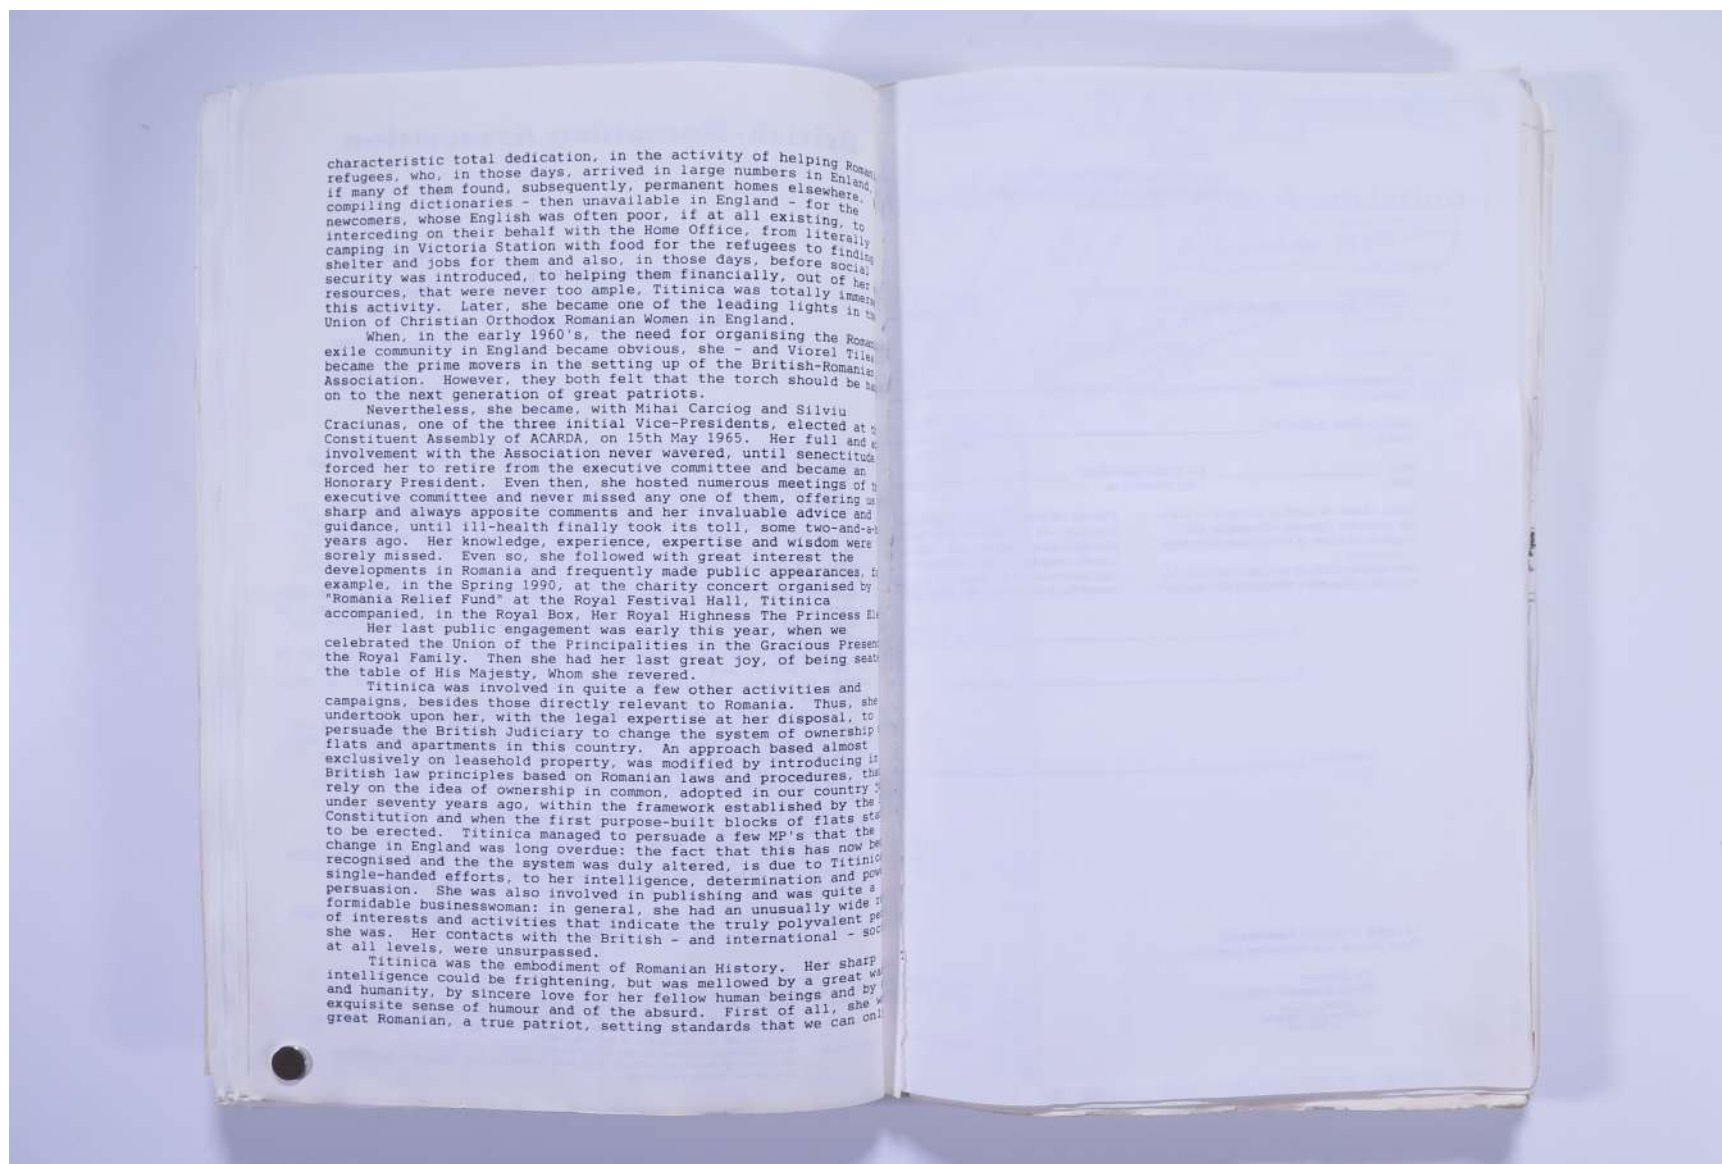 characteristic total dedication, in the activity of helping
refugees, who, in those days, arrived in large numbers in Enland,
if many of them found, subsequently, permanent homes elsewhere.
compiling dictionaries - then unavailable in England - for the
newcomers, whose English was often poor, if at all existing, to
interceding on their behalf with the Home Office, from literally
camping in Victoria Station with food for the refugees to finding
shelter and jobs for them and also, in those days, before social
security was introduced, to helping them financially, out of her
resources, that were never too ample, Titinica was totally
this activity. Later, she became one of the leading lights in
Union of Christian Orthodox Romanian Women in England.
When, in the early 1960's, the need for organising the
exile community in England became obvious, she - and Viorel
became the prime movers in the setting up of the British-Romanian
Association. However, they both felt that the torch should be
on to the next generation of great patriots.
Nevertheless, she became, with Mihai Carciog and Silviu
Craciunas, one of the three initial Vice-Presidents, elected at
Constituent Assembly of ACARDA, on 15th May 1965. Her full and
involvement with the Association never wavered, until senectitude
forced her to retire from the executive committee and became an
Honorary President. Even then, she hosted numerous meetings of
executive committee and never missed any one of them, offering us
sharp and always apposite comments and her invaluable advice and
guidance, until ill-health finally took its toll, some
years ago. Her knowledge, experience, expertise and wisdom were
sorely missed. Even so, she followed with great interest the
developments in Romania and frequently made public appearances,
example, in the Spring 1990, at the charity concert organised by
"Romania Relief Fund" at the Royal Festival Hall, Titinica
accompanied, in the Royal Box, Her Royal Highness The Princess
Her last public engagement was early this year, when we
celebrated the Union of the Principalities in the Gracious
the Royal Family. Then she had her last great joy, of being
the table of His Majesty, Whom she revered.
Titinica was involved in quite a few other activities and
campaigns, besides those directly relevant to Romania. Thus, she
undertook upon her, with the legal expertise at her disposal, to
persuade the British Judiciary to change the system of ownership
flats and apartments in this country. An approach based almost
exclusively on leasehold property, was modified by introducing
British law principles based on Romanian laws and procedures,
rely on the idea of ownership in common, adopted in our country
under seventy years ago, within the framework established by the
Constitution and when the first purpose-built blocks of flats
to be erected. Titinica managed to persuade a few MP's that the
change in England was long overdue: the fact that this has now
recognised and the the system was duly altered, is due to
single-handed efforts, to her intelligence, determination and
persuasion. She was also involved in publishing and was quite a
formidable businesswoman: in general, she had an unusually wide
of interests and activities that indicate the truly polyvalent
she was. Her contacts with the British - and international -
at all levels, were unsurpassed.
Titinica was the embodiment of Romanian History. Her sharp
intelligence could be frightening, but was mellowed by a great
and humanity, by sincere love for her fellow human beings and by
exquisite sense of humour and of the absurd. First of all, she
great Romanian, a true patriot, setting standards that we can